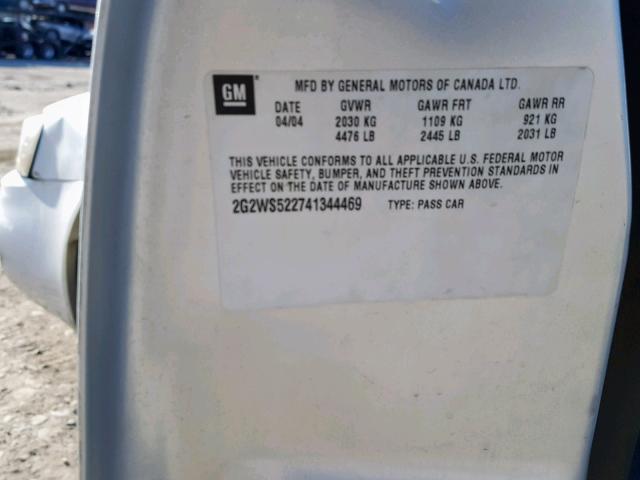 GM
MFD BY GENERAL MOTORS OF CANADA LTD.
DATE GVWR GAWR FRT GAWR RR
04/04 2030 KG 1109 KG 921 KG
4476 LB 2445 LB 2031 LB
THIS VEHICLE CONFORMS TO ALL APPLICABLE U.S. FEDERAL MOTOR
VEHICLE SAFETY, BUMPER, AND THEFT PREVENTION STANDARDS IN
EFFECT ON THE DATE OF MANUFACTURE SHOWN ABOVE.
2G2WS522741344469 TYPE: PASS CAR